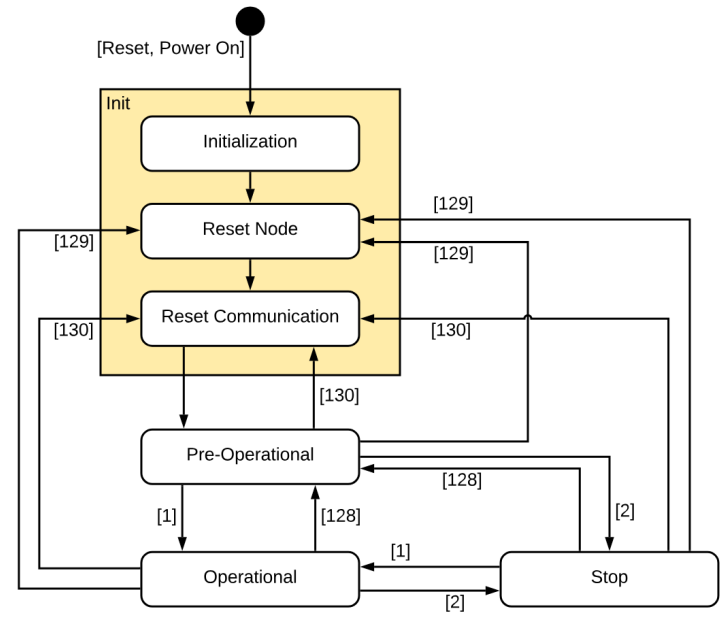 [Reset, Power On]
Init
Initialization
[129]
Reset Node
[129]
[129]
Reset Communication
[130]
[130]
[130]
Pre-Operational
[128]
[1]
[128]
[2]
[1]
Operational
Stop
[2]